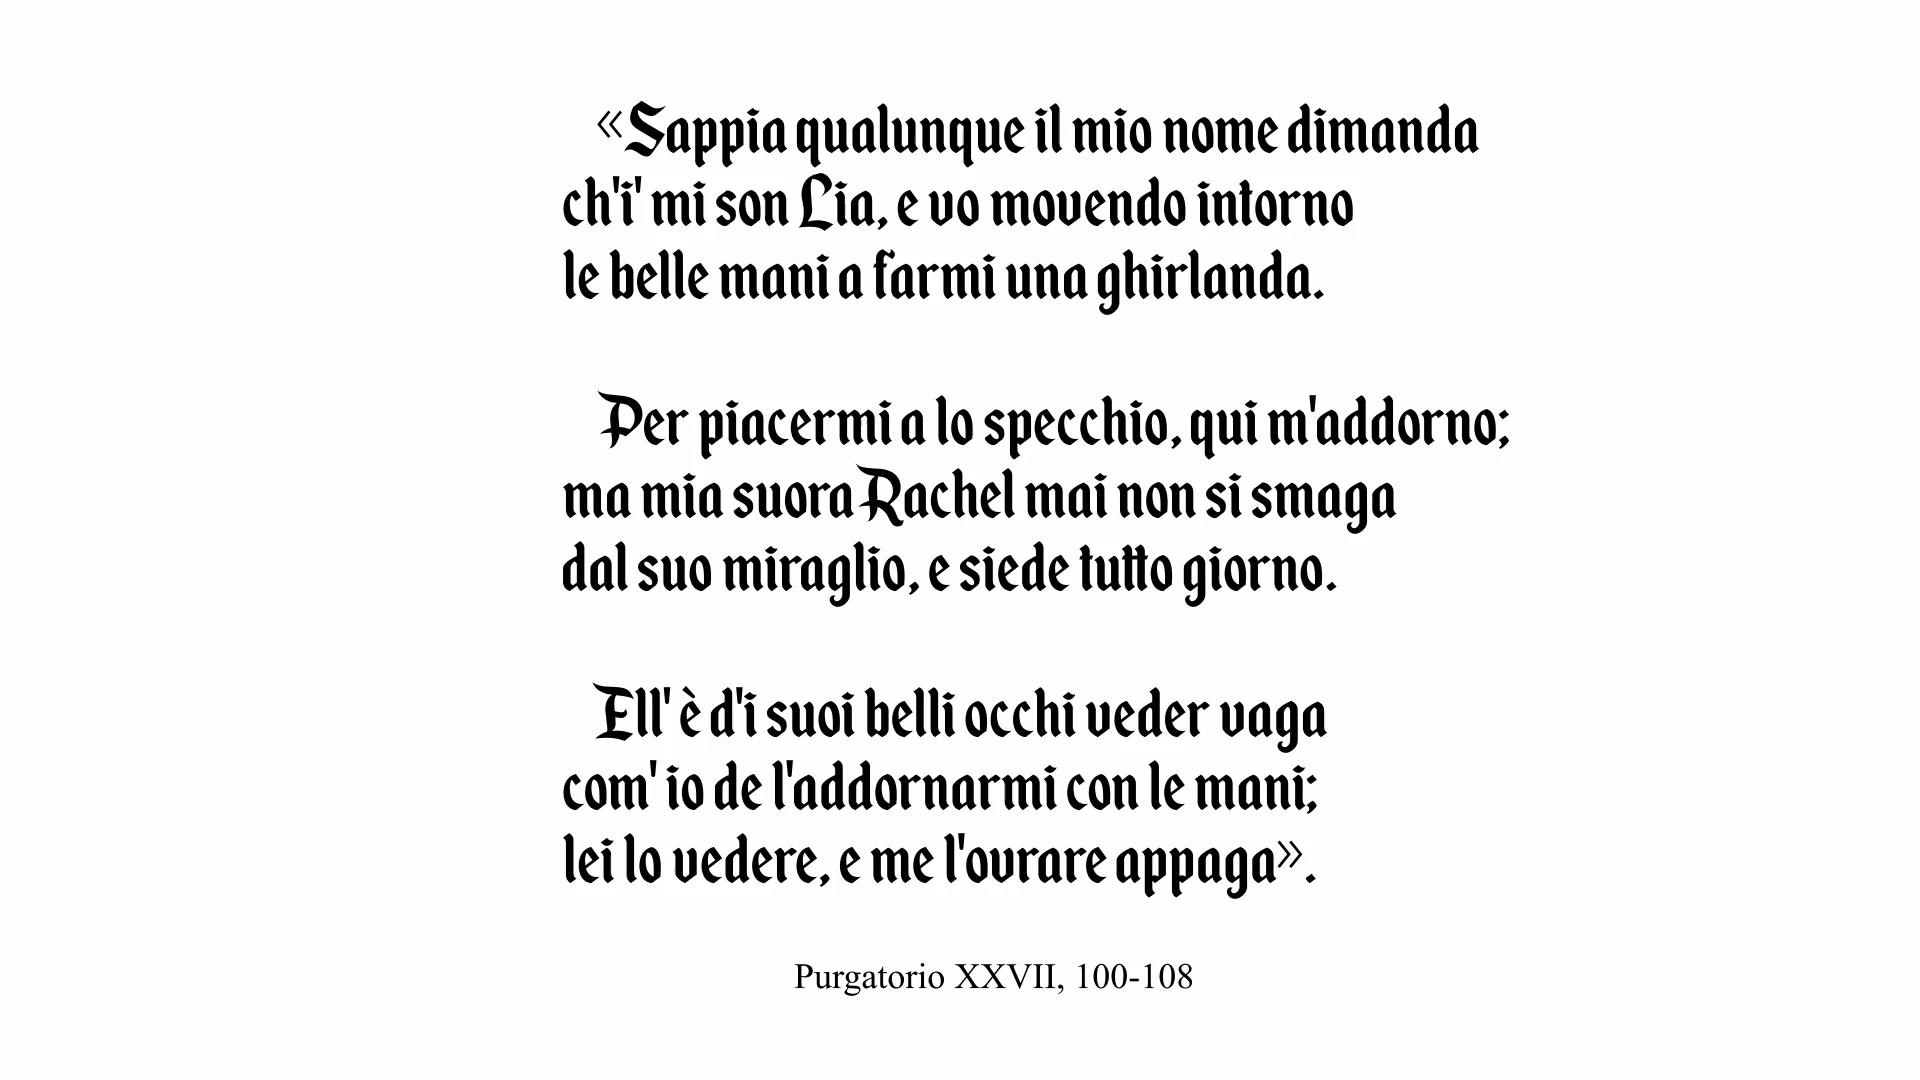 «Sappia qualunque il mio nome dimanda
ch'i' mi son Lia, e vo movendo intorno
le belle mani a farmi una ghirlanda.
Per piacermi a lo specchio, qui m'addorno;
ma mia suora Rachel mai non si smaga
dal suo miraglio, e siede tutto giorno.
Ell' è d'i suoi belli occhi veder vaga
com' io de l'addornarmi con le mani;
lei lo vedere, e me l'ovrare appaga».
Purgatorio XXVII, 100-108